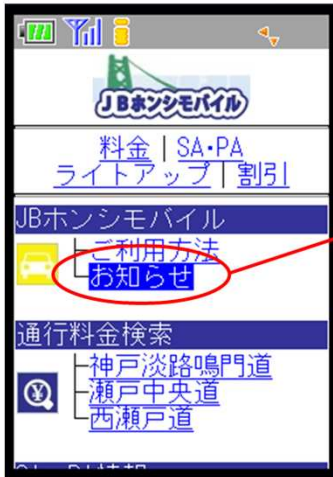 JBホンシモバイル
料金 | SA・PA
ライトアップ | 割引
JBホンシモバイル
ご利用方法
お知らせ
通行料金検索
神戸淡路鳴門道
瀬戸中央道
西瀬戸道